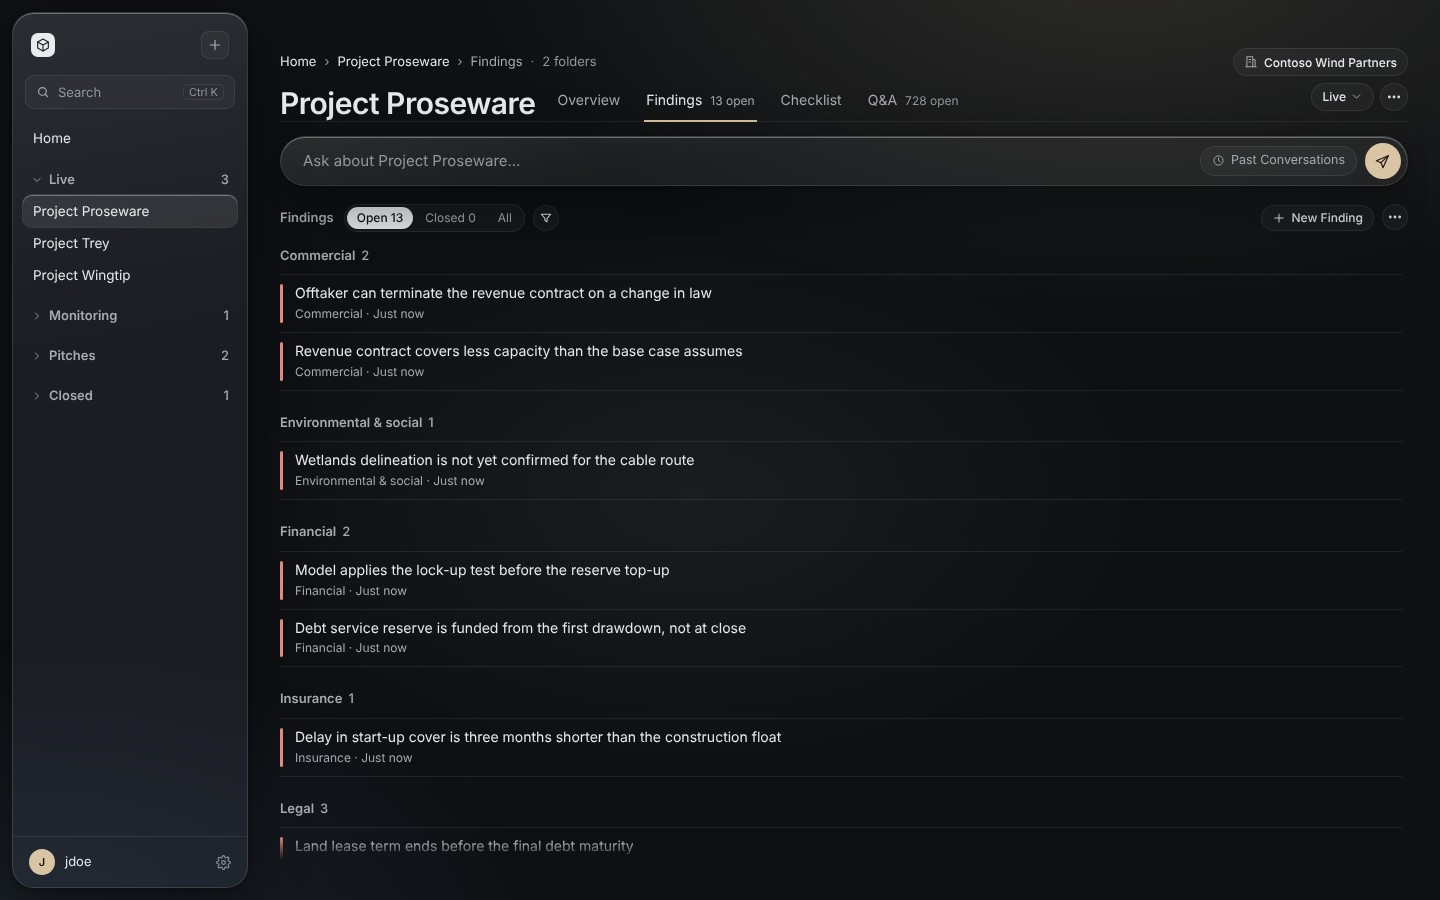 Search
Ctrl K
Home
Live 3
Project Proseware
Project Trey
Project Wingtip
Monitoring 1
Pitches 2
Closed 1
J jdoe
Home › Project Proseware › Findings · 2 folders
Contoso Wind Partners
Project Proseware
Overview
Findings 13 open
Checklist
Q&A 728 open
Live
Ask about Project Proseware...
Past Conversations
Findings
Open 13
Closed 0
All
New Finding
Commercial 2
Offtaker can terminate the revenue contract on a change in law
Commercial · Just now
Revenue contract covers less capacity than the base case assumes
Commercial · Just now
Environmental & social 1
Wetlands delineation is not yet confirmed for the cable route
Environmental & social · Just now
Financial 2
Model applies the lock-up test before the reserve top-up
Financial · Just now
Debt service reserve is funded from the first drawdown, not at close
Financial · Just now
Insurance 1
Delay in start-up cover is three months shorter than the construction float
Insurance · Just now
Legal 3
Land lease term ends before the final debt maturity